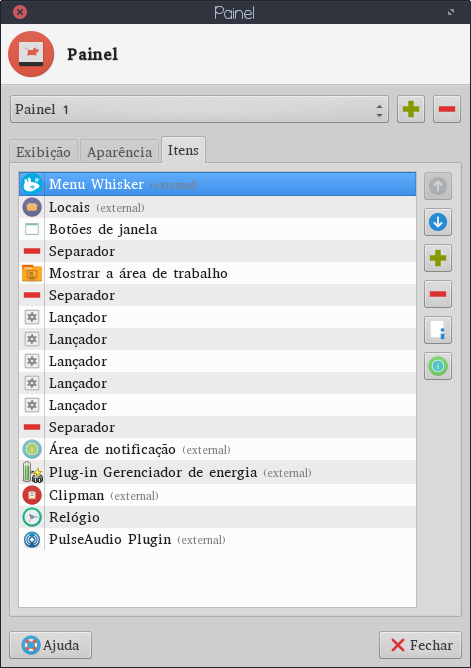 Painel
Painel
Painel 1
Exibição
Aparência
Itens
Menu Whisker (external)
Locais (external)
Botões de janela
Separador
Mostrar a área de trabalho
Separador
Lançador
Lançador
Lançador
Lançador
Lançador
Separador
Área de notificação (external)
Plug-in Gerenciador de energia (external)
Clipman (external)
Relógio
PulseAudio Plugin (external)
Ajuda
Fechar